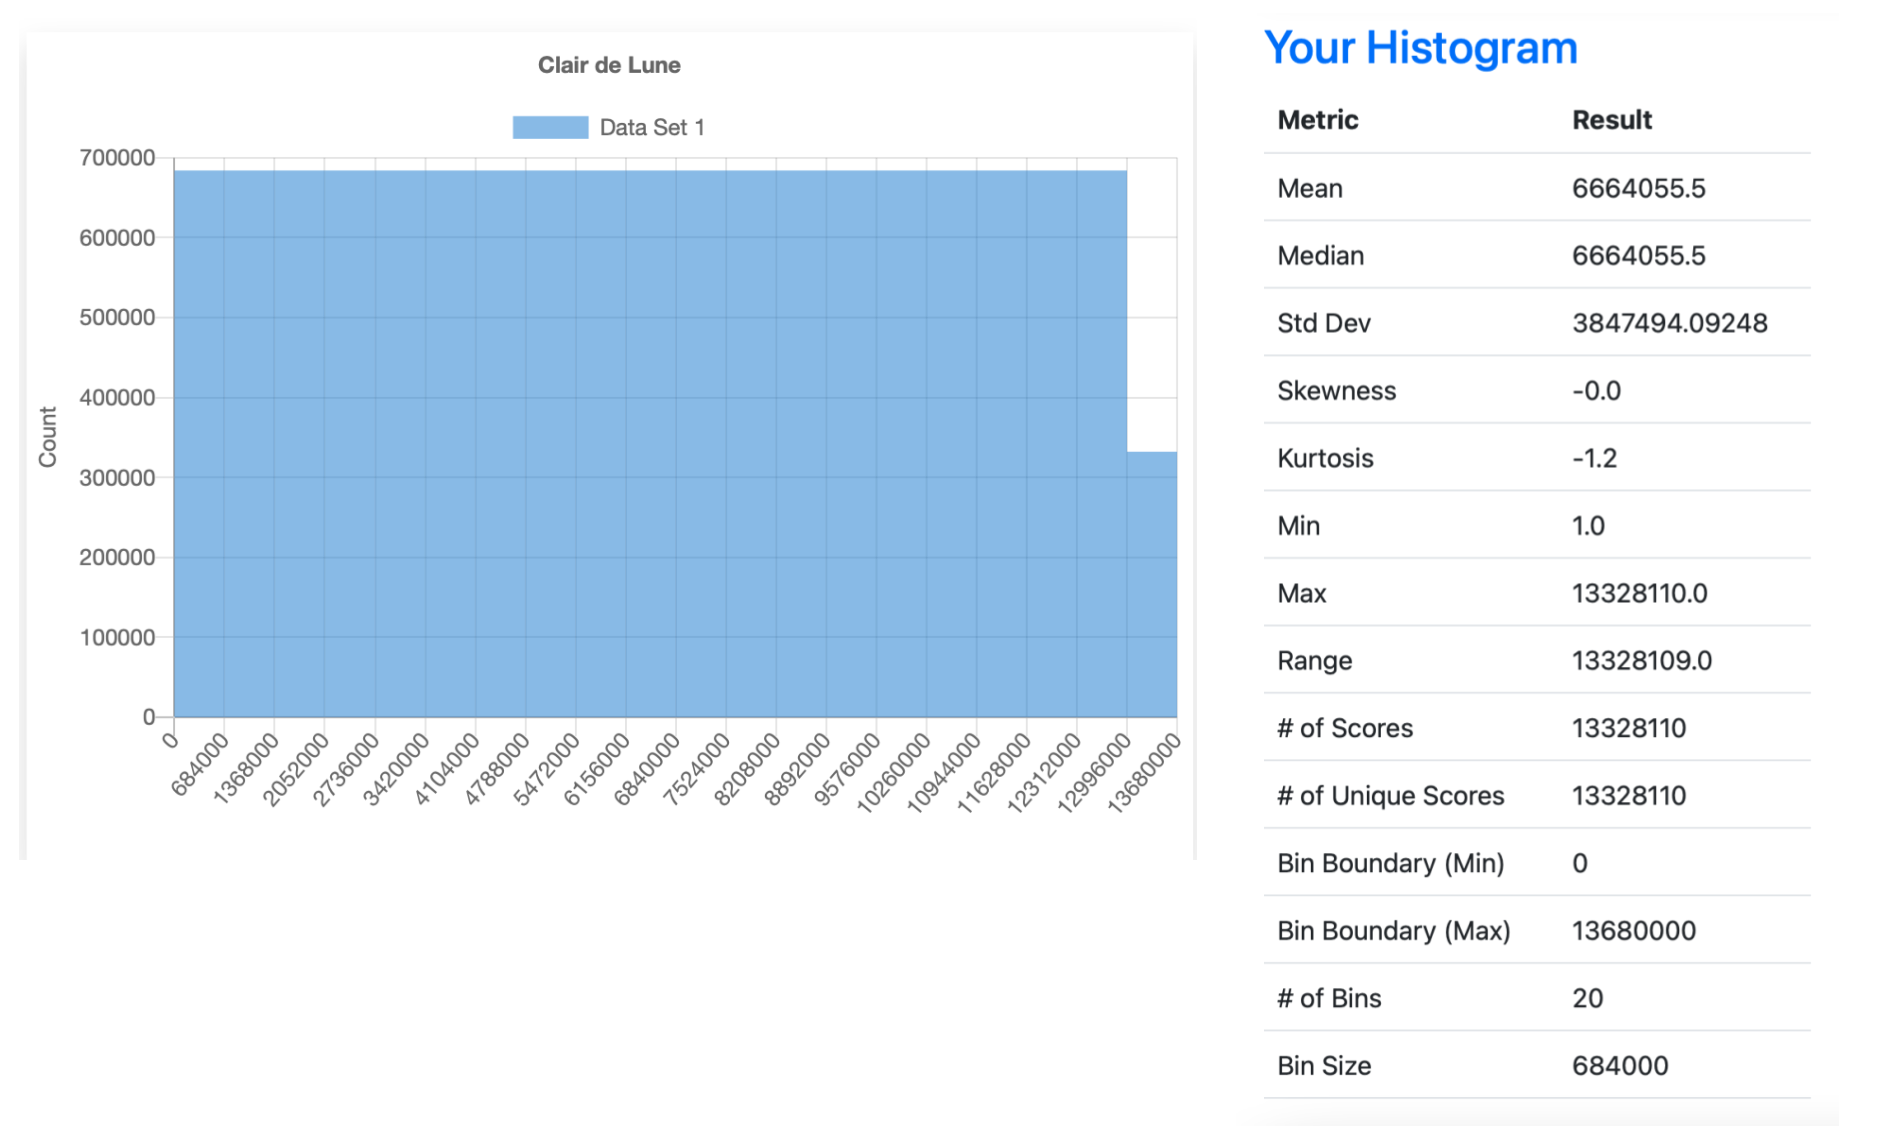 Clair de Lune
Data Set 1
700000
600000
500000
400000
300000
200000
100000
0
Count
0
684000
1368000
2052000
2736000
3420000
4104000
4788000
5472000
6156000
6840000
7524000
8208000
8892000
9576000
10260000
10944000
11628000
12312000
12996000
13680000
Your Histogram
Metric Result
Mean 6664055.5
Median 6664055.5
Std Dev 3847494.09248
Skewness -0.0
Kurtosis -1.2
Min 1.0
Max 13328110.0
Range 13328109.0
# of Scores 13328110
# of Unique Scores 13328110
Bin Boundary (Min) 0
Bin Boundary (Max) 13680000
# of Bins 20
Bin Size 684000